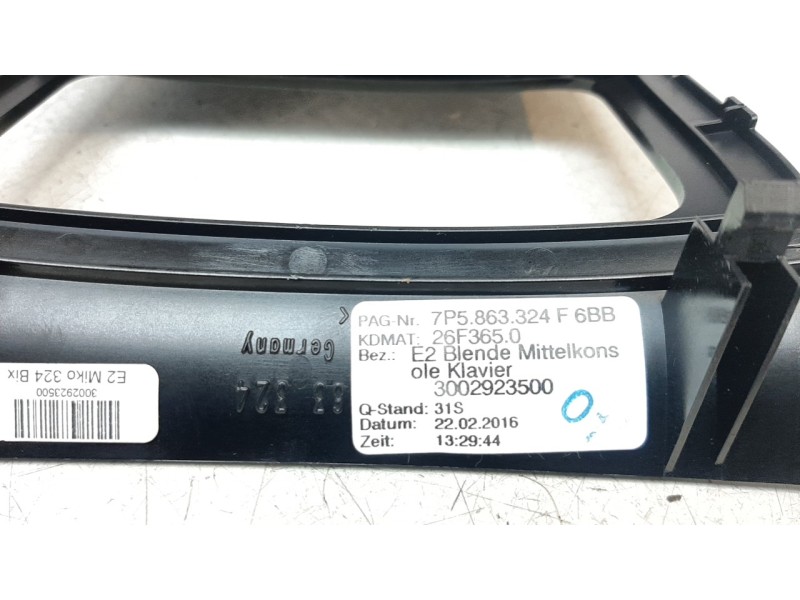 PAG-Nr. 7P5.863.324 F 6BB
KDMAT: 26F365.0
Bez.: E2 Blende Mittelkons
ole Klavier
3002923500
Q-Stand: 31S
Datum: 22.02.2016
Zeit: 13:29:44
E2 Miko 324 Bix
3002923500
Germany
324